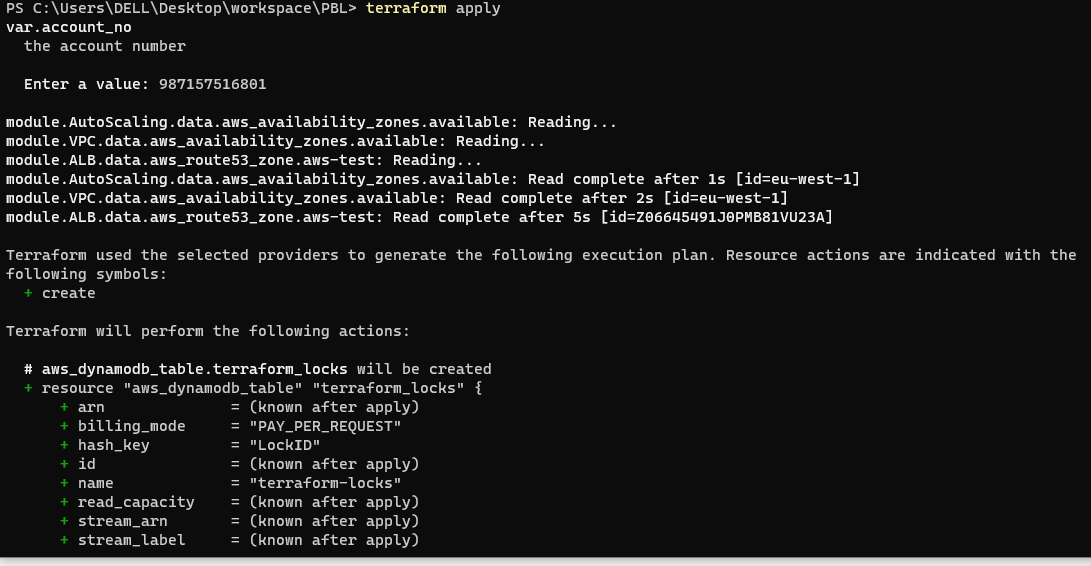 PS C:\Users\DELL\Desktop\workspace\PBL> terraform apply
var.account_no
  the account number

  Enter a value: 987157516801

module.AutoScaling.data.aws_availability_zones.available: Reading...
module.VPC.data.aws_availability_zones.available: Reading...
module.ALB.data.aws_route53_zone.aws-test: Reading...
module.AutoScaling.data.aws_availability_zones.available: Read complete after 1s [id=eu-west-1]
module.VPC.data.aws_availability_zones.available: Read complete after 2s [id=eu-west-1]
module.ALB.data.aws_route53_zone.aws-test: Read complete after 5s [id=Z06645491J0PMB81VU23A]

Terraform used the selected providers to generate the following execution plan. Resource actions are indicated with the
following symbols:
  + create

Terraform will perform the following actions:

  # aws_dynamodb_table.terraform_locks will be created
  + resource "aws_dynamodb_table" "terraform_locks" {
      + arn              = (known after apply)
      + billing_mode     = "PAY_PER_REQUEST"
      + hash_key         = "LockID"
      + id               = (known after apply)
      + name             = "terraform-locks"
      + read_capacity    = (known after apply)
      + stream_arn       = (known after apply)
      + stream_label     = (known after apply)